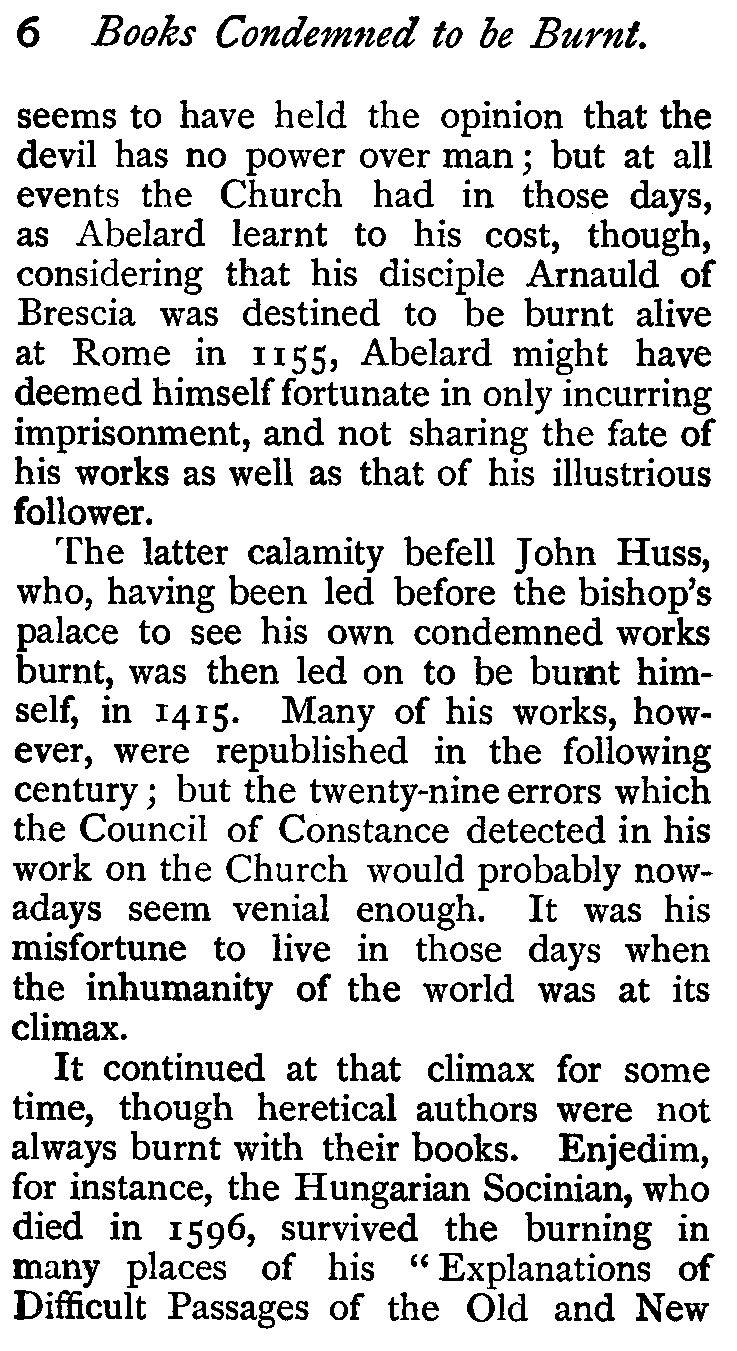 6 Books Condemned to be Burnt.
seems to have held the opinion that the
devil has no power over man; but at all
events the Church had in those days,
as Abelard learnt to his cost, though,
considering that his disciple Arnauld of
Brescia was destined to be burnt alive
at Rome in 1155, Abelard might have
deemed himself fortunate in only incurring
imprisonment, and not sharing the fate of
his works as well as that of his illustrious
follower.
The latter calamity befell John Huss,
who, having been led before the bishop's
palace to see his own condemned works
burnt, was then led on to be burnt him-
self, in 1415. Many of his works, how-
ever, were republished in the following
century; but the twenty-nine errors which
the Council of Constance detected in his
work on the Church would probably now-
adays seem venial enough. It was his
misfortune to live in those days when
the inhumanity of the world was at its
climax.
It continued at that climax for some
time, though heretical authors were not
always burnt with their books. Enjedim,
for instance, the Hungarian Socinian, who
died in 1596, survived the burning in
many places of his "Explanations of
Difficult Passages of the Old and New